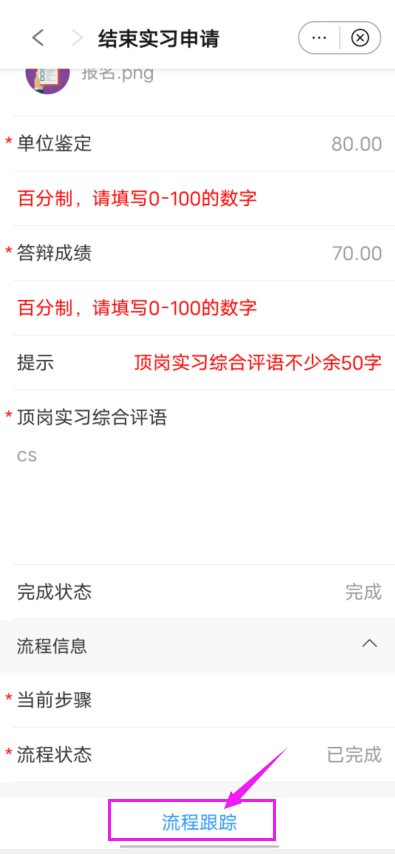 结束实习申请
报名.png
* 单位鉴定 80.00
百分制，请填写0-100的数字
* 答辩成绩 70.00
百分制，请填写0-100的数字
提示 顶岗实习综合评语不少余50字
* 顶岗实习综合评语
cs
完成状态 完成
流程信息
* 当前步骤
* 流程状态 已完成
流程跟踪